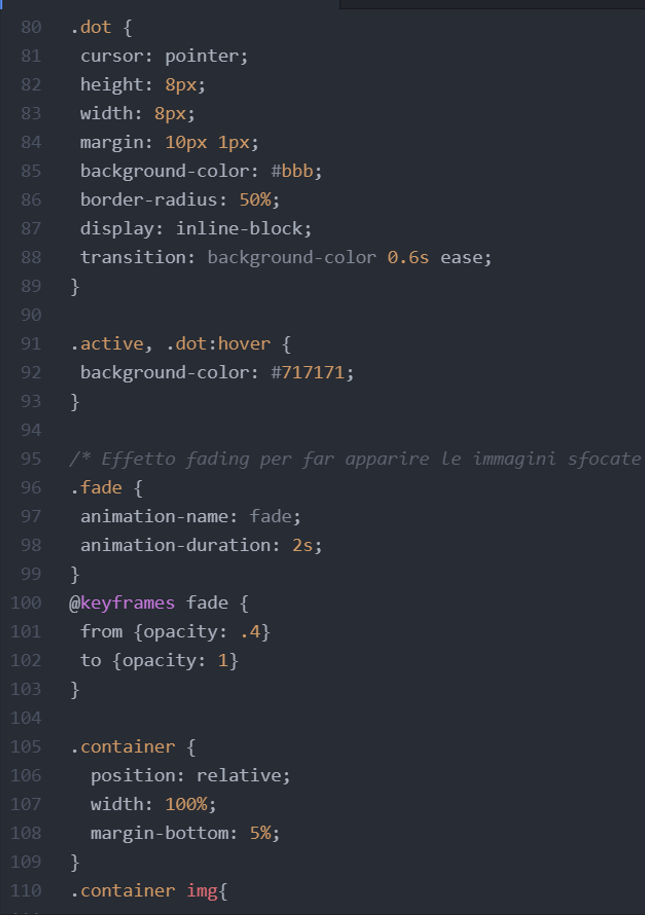 80 .dot {
81  cursor: pointer;
82  height: 8px;
83  width: 8px;
84  margin: 10px 1px;
85  background-color: #bbb;
86  border-radius: 50%;
87  display: inline-block;
88  transition: background-color 0.6s ease;
89 }
90
91 .active, .dot:hover {
92  background-color: #717171;
93 }
94
95 /* Effetto fading per far apparire le immagini sfocate
96 .fade {
97  animation-name: fade;
98  animation-duration: 2s;
99 }
100 @keyframes fade {
101  from {opacity: .4}
102  to {opacity: 1}
103 }
104
105 .container {
106   position: relative;
107   width: 100%;
108   margin-bottom: 5%;
109 }
110 .container img{